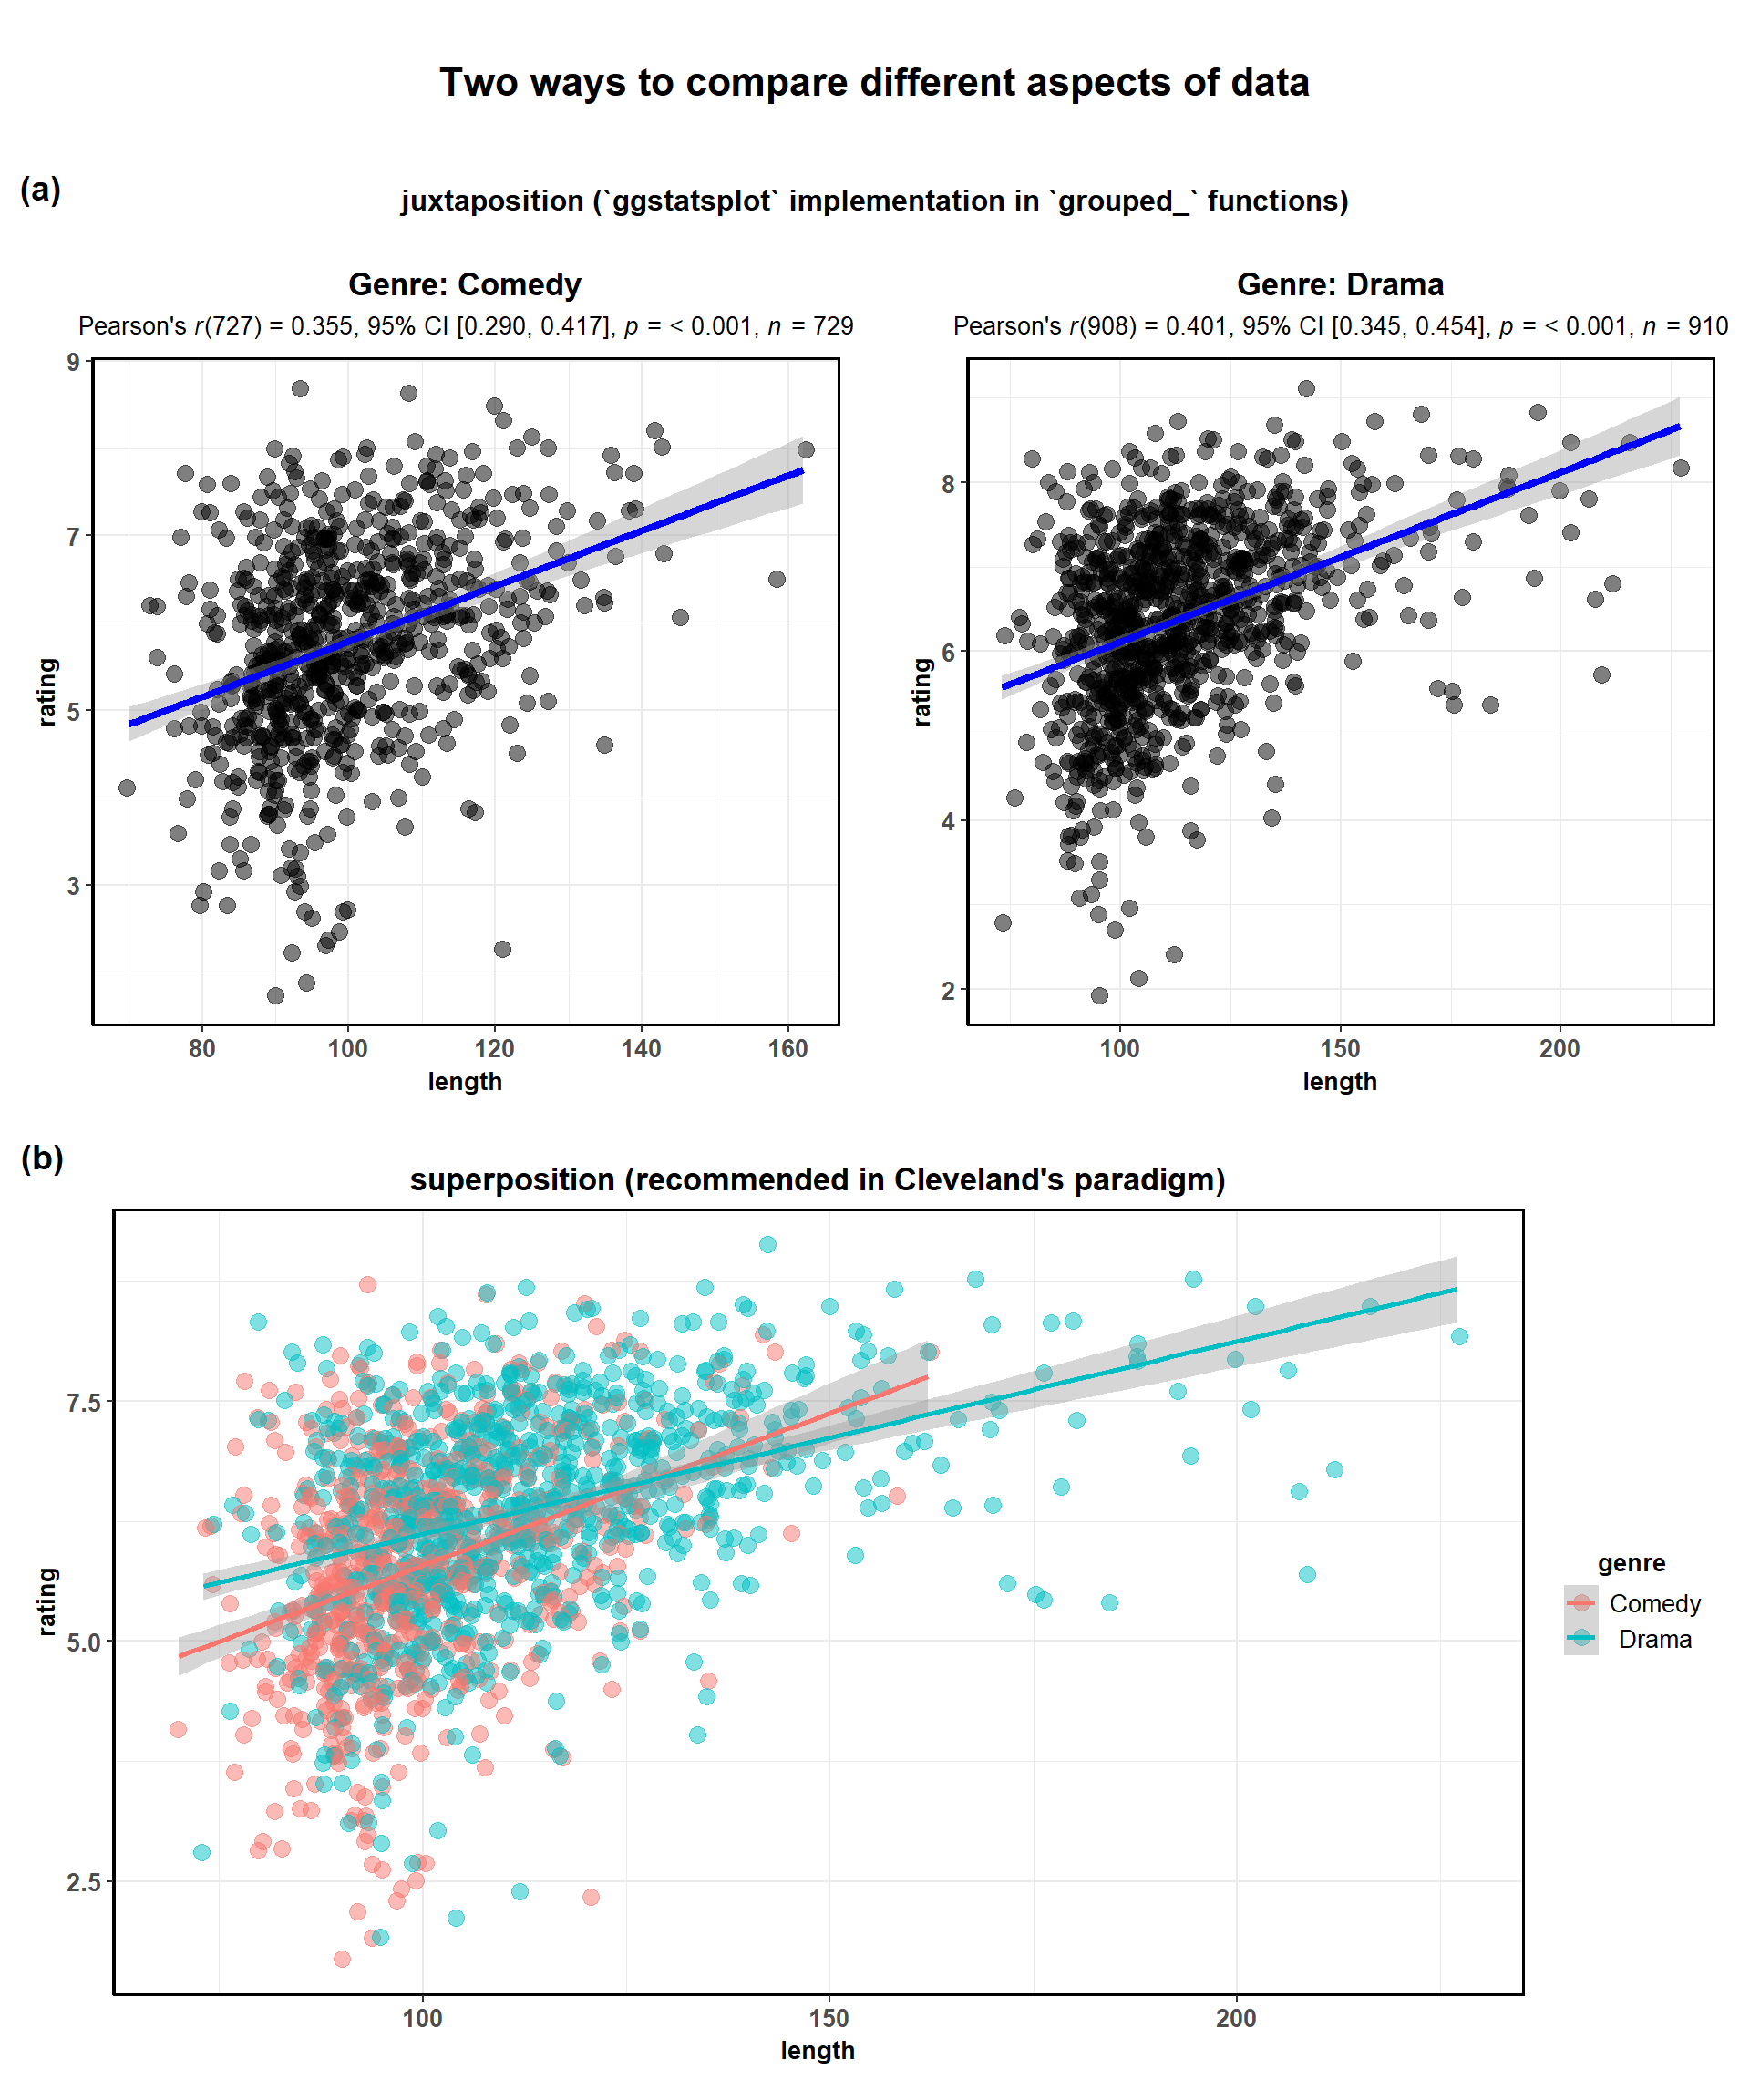 Two ways to compare different aspects of data
(a)
juxtaposition (`ggstatsplot` implementation in `grouped_` functions)
Genre: Comedy
Pearson's r(727) = 0.355, 95% CI [0.290, 0.417], p = < 0.001, n = 729
9
7
5
3
rating
80 100 120 140 160
length
Genre: Drama
Pearson's r(908) = 0.401, 95% CI [0.345, 0.454], p = < 0.001, n = 910
8
6
4
2
rating
100 150 200
length
(b)
superposition (recommended in Cleveland's paradigm)
7.5
5.0
2.5
rating
100 150 200
length
genre
Comedy
Drama